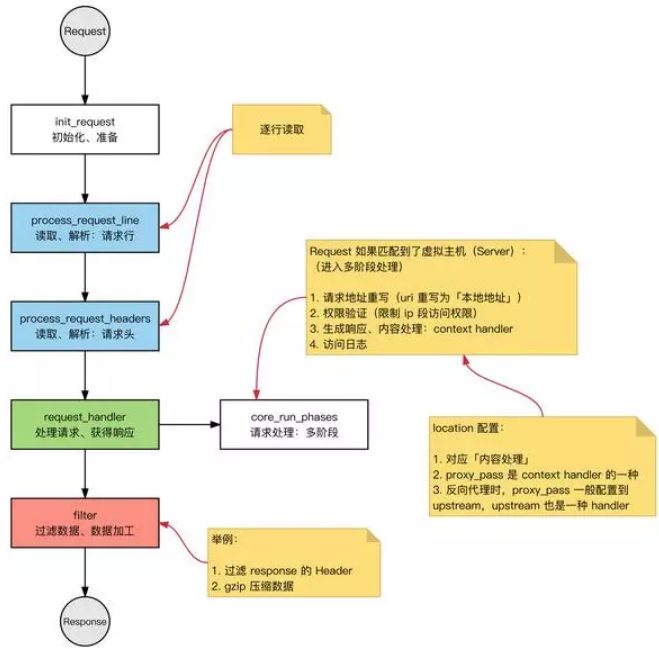 Request
init_request
初始化、准备
逐行读取
process_request_line
读取、解析：请求行
Request 如果匹配到了虚拟主机（Server）：
（进入多阶段处理）
1. 请求地址重写（uri 重写为「本地地址」）
2. 权限验证（限制 ip 段访问权限）
3. 生成响应、内容处理：context handler
4. 访问日志
process_request_headers
读取、解析：请求头
request_handler
处理请求、获得响应
core_run_phases
请求处理：多阶段
location 配置：
1. 对应「内容处理」
2. proxy_pass 是 context handler 的一种
3. 反向代理时，proxy_pass 一般配置到
upstream，upstream 也是一种 handler
filter
过滤数据、数据加工
举例：
1. 过滤 response 的 Header
2. gzip 压缩数据
Response